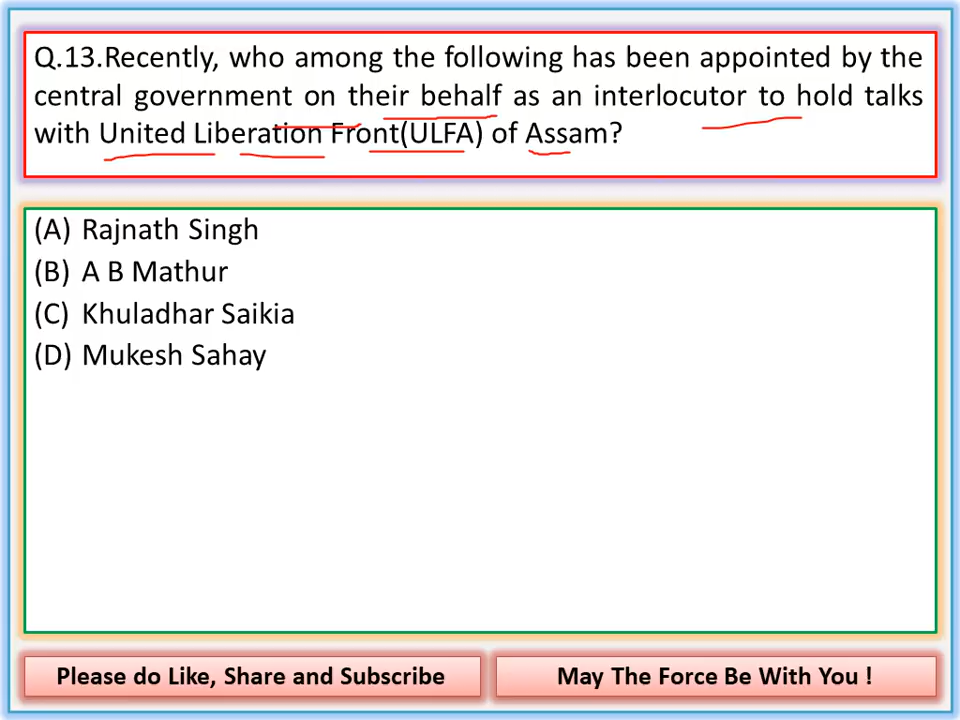 Q.13.Recently, who among the following has been appointed by the
central government on their behalf as an interlocutor to hold talks
with United Liberation Front(ULFA) of Assam?
(A) Rajnath Singh
(B) A B Mathur
(C) Khuladhar Saikia
(D) Mukesh Sahay
Please do Like, Share and Subscribe
May The Force Be With You !